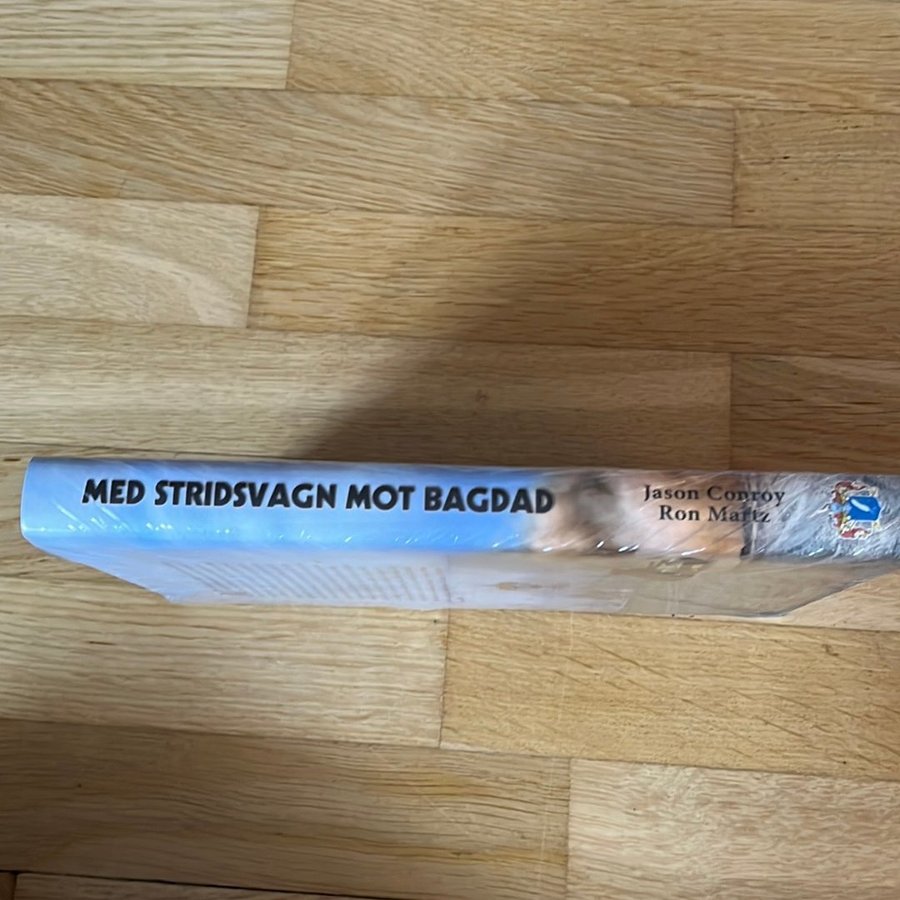 MED STRIDSVAGN MOT BAGDAD
Jason Conroy
Ron Martz